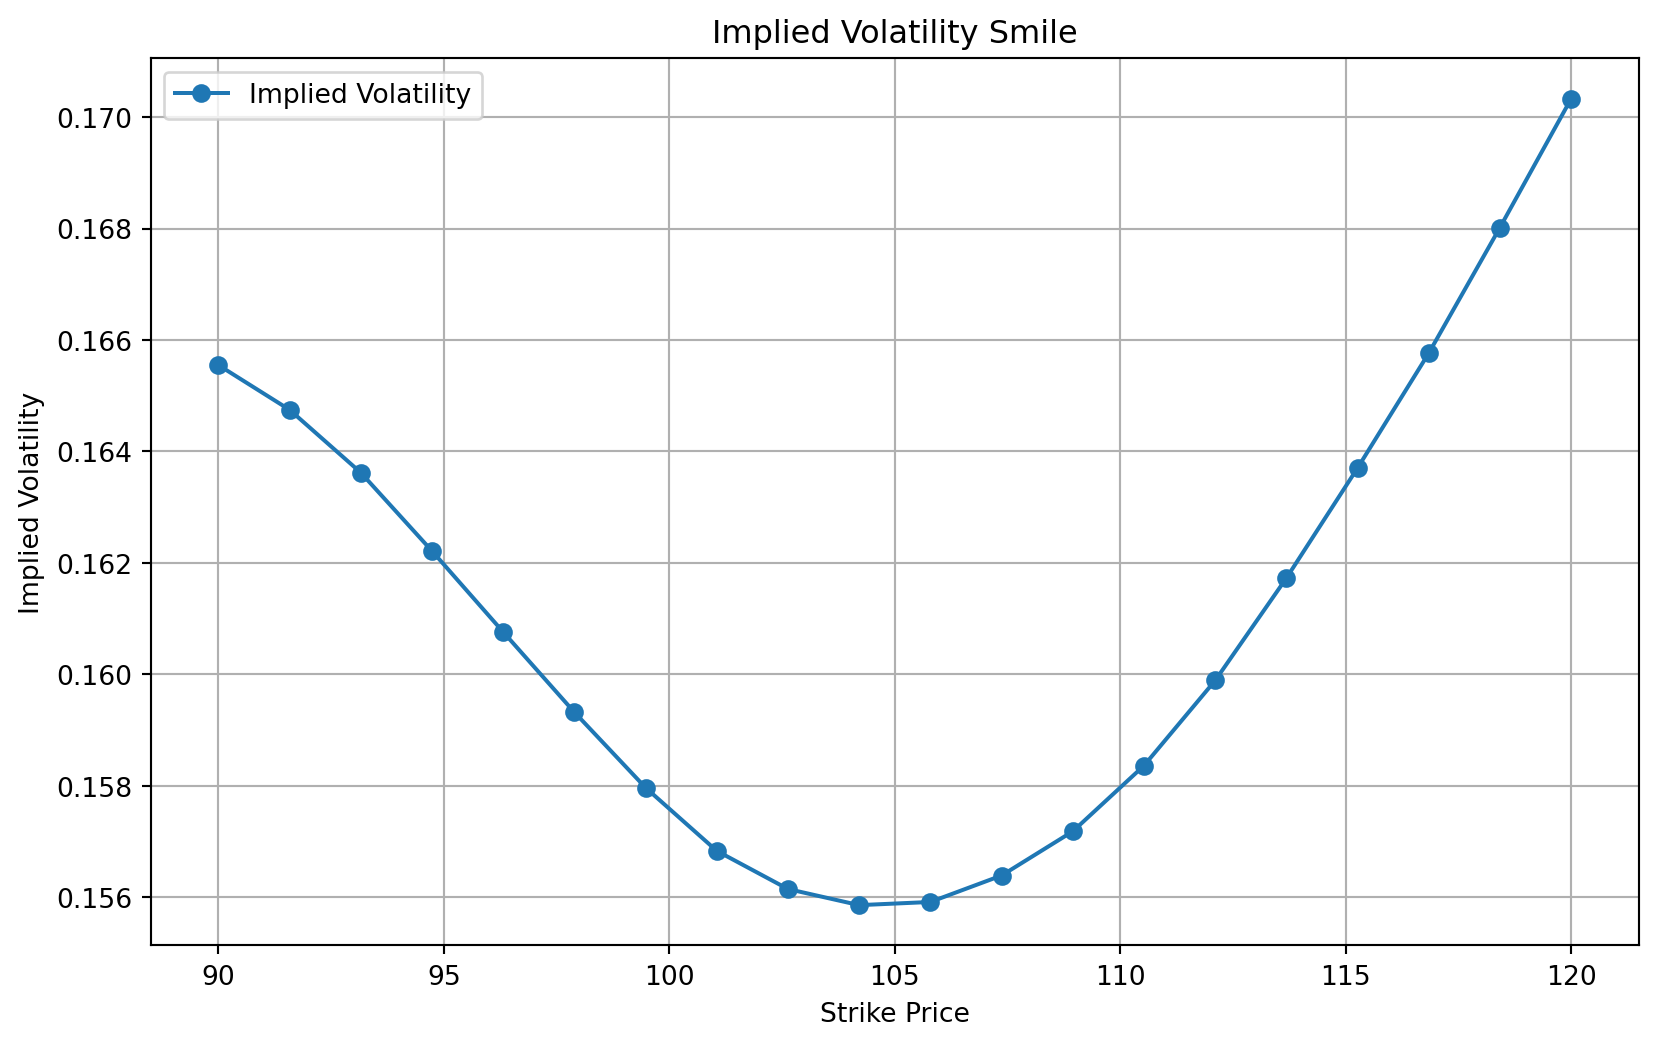 Implied Volatility Smile
Implied Volatility
0.170
0.168
0.166
0.164
0.162
0.160
0.158
0.156
Implied Volatility
90 95 100 105 110 115 120
Strike Price